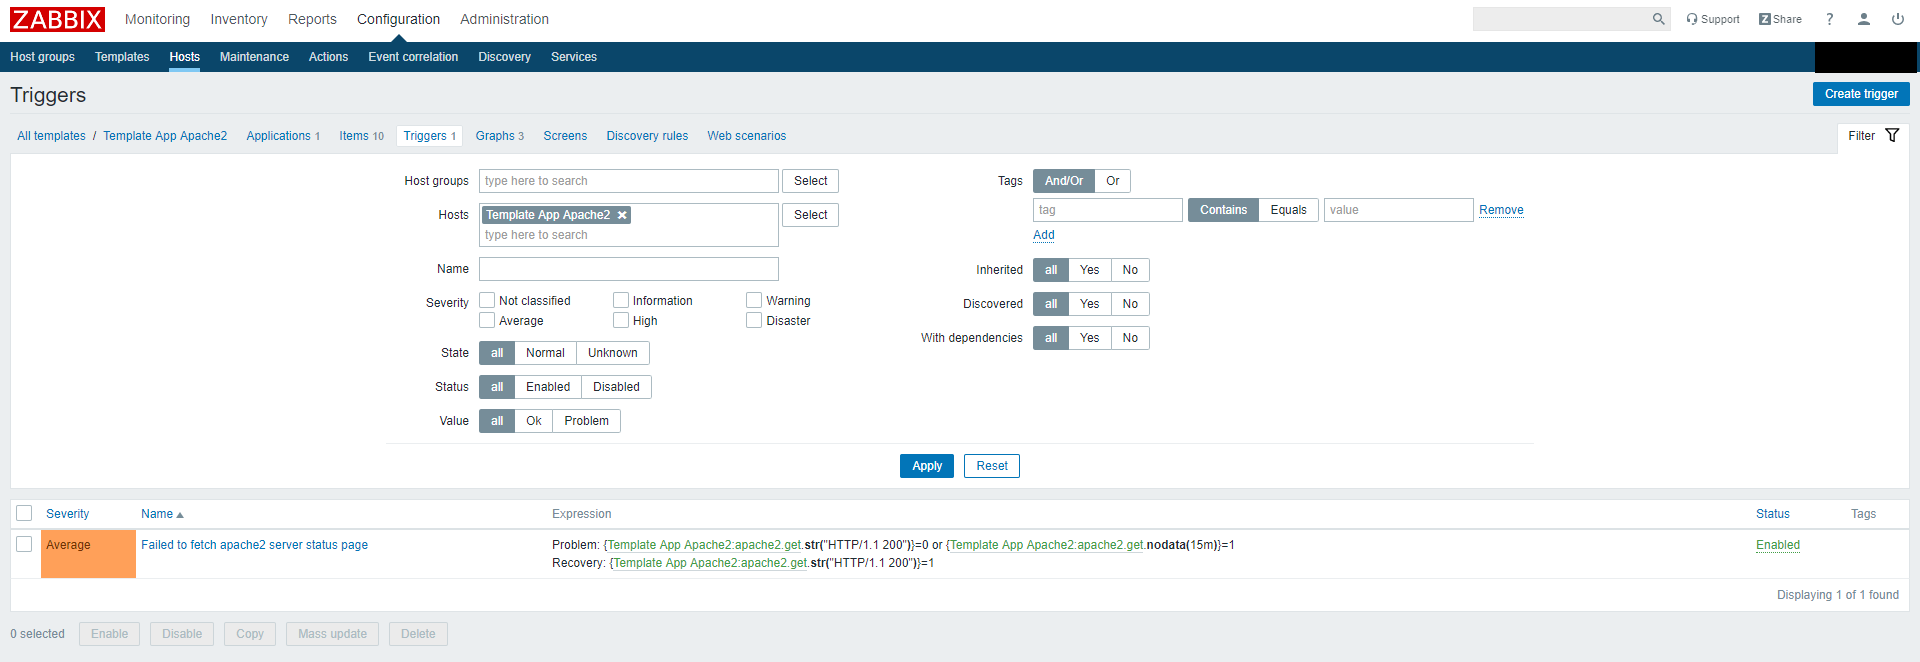 ZABBIX Monitoring Inventory Reports Configuration Administration Support Z Share ?
Host groups Templates Hosts Maintenance Actions Event correlation Discovery Services
Triggers Create trigger
All templates / Template App Apache2 Applications 1 Items 10 Triggers 1 Graphs 3 Screens Discovery rules Web scenarios Filter
Host groups type here to search Select Tags And/Or Or
Hosts Template App Apache2 Select tag Contains Equals value Remove
type here to search Add
Name Inherited all Yes No
Severity Not classified Information Warning Discovered all Yes No
Average High Disaster
With dependencies all Yes No
State all Normal Unknown
Status all Enabled Disabled
Value all Ok Problem
Apply Reset
Severity Name Expression Status Tags
Average Failed to fetch apache2 server status page Problem: {Template App Apache2:apache2.get.str("HTTP/1.1 200")}=0 or {Template App Apache2:apache2.get.nodata(15m)}=1 Enabled
Recovery: {Template App Apache2:apache2.get.str("HTTP/1.1 200")}=1
Displaying 1 of 1 found
0 selected Enable Disable Copy Mass update Delete